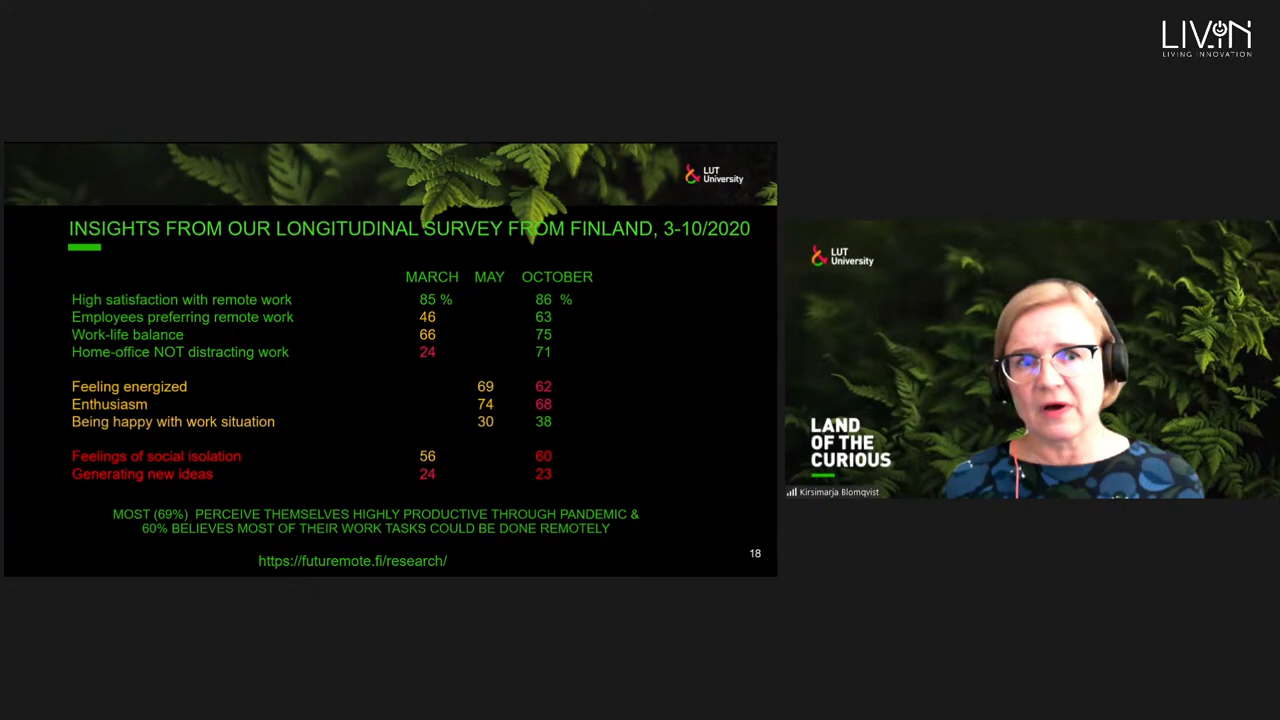 LIVIN
LIVING INNOVATION
LUT
University
INSIGHTS FROM OUR LONGITUDINAL SURVEY FROM FINLAND, 3-10/2020
MARCH MAY OCTOBER
High satisfaction with remote work 85 % 86 %
Employees preferring remote work 46 63
Work-life balance 66 75
Home-office NOT distracting work 24 71
Feeling energized 69 62
Enthusiasm 74 68
Being happy with work situation 30 38
Feelings of social isolation 56 60
Generating new ideas 24 23
MOST (69%) PERCEIVE THEMSELVES HIGHLY PRODUCTIVE THROUGH PANDEMIC &
60% BELIEVES MOST OF THEIR WORK TASKS COULD BE DONE REMOTELY
https://futuremote.fi/research/
18
LUT
University
LAND
OF THE
CURIOUS
Kirsimarja Blomqvist